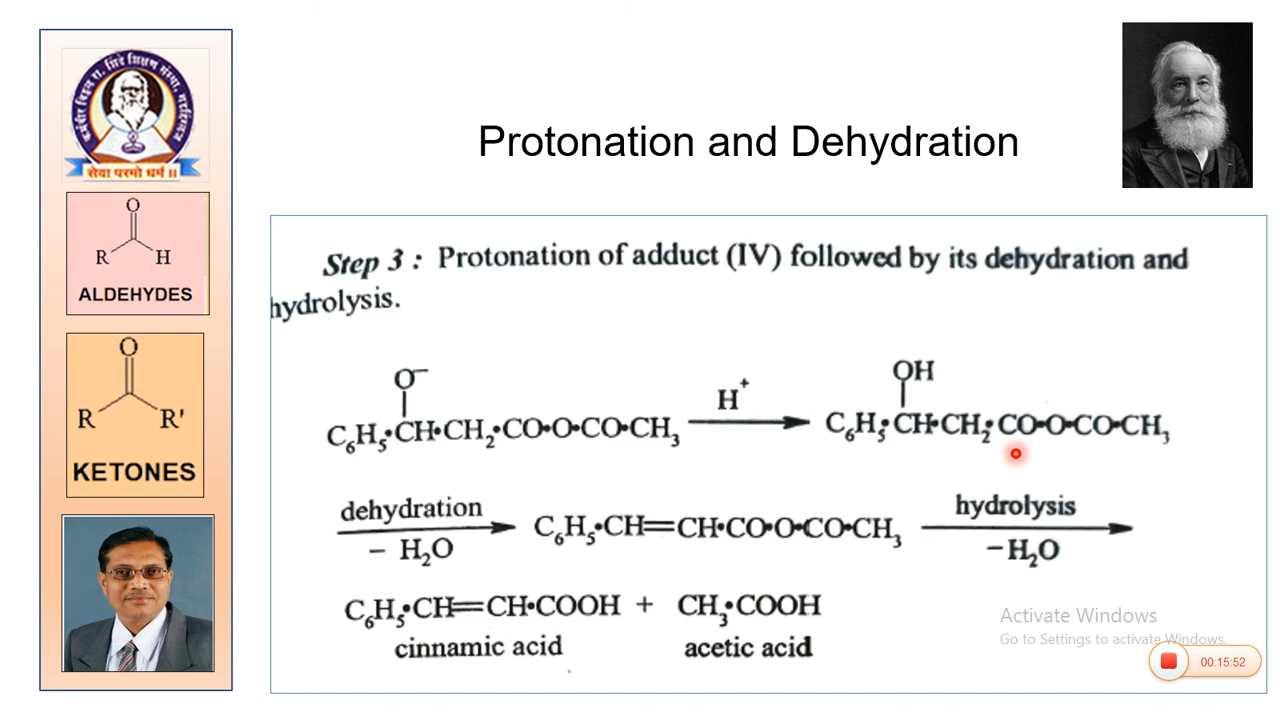 सेवा परमो धर्म ॥
O
R H
ALDEHYDES
O
R R'
KETONES
Protonation and Dehydration
Step 3 : Protonation of adduct (IV) followed by its dehydration and
hydrolysis.
O⁻ OH
C₆H₅•CH•CH₂•CO•O•CO•CH₃ H⁺ C₆H₅•CH•CH₂•CO•O•CO•CH₃
dehydration
– H₂O
C₆H₅•CH=CH•CO•O•CO•CH₃
hydrolysis
–H₂O
C₆H₅•CH=CH•COOH + CH₃•COOH
cinnamic acid acetic acid
Activate Windows
Go to Settings to activate Windows.
00:15:52